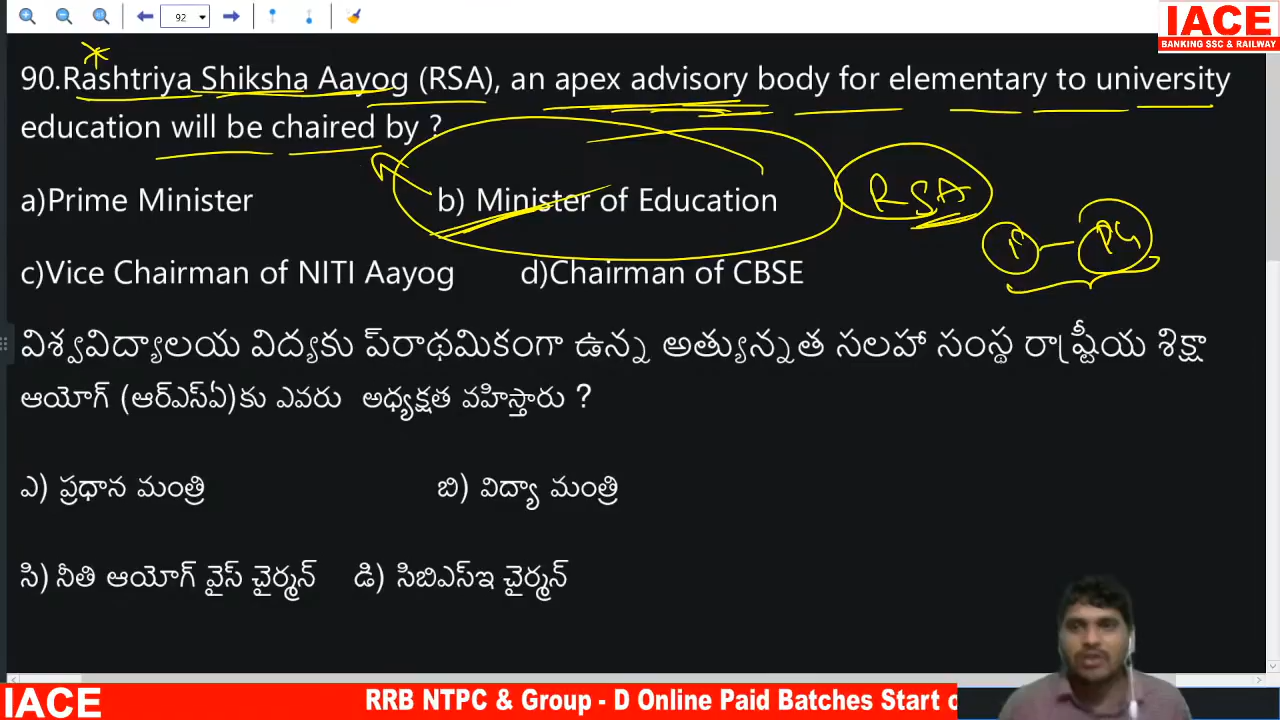 92
IACE
BANKING SSC & RAILWAY
90.Rashtriya Shiksha Aayog (RSA), an apex advisory body for elementary to university
education will be chaired by ?
a)Prime Minister b) Minister of Education
RSA
P PG
c)Vice Chairman of NITI Aayog d)Chairman of CBSE
విశ్వవిద్యాలయ విద్యకు ప్రాథమికంగా ఉన్న అత్యున్నత సలహా సంస్థ రాష్ట్రీయ శిక్షా
ఆయోగ్ (ఆర్ఎస్ఏ)కు ఎవరు అధ్యక్షత వహిస్తారు ?
ఎ) ప్రధాన మంత్రి బి) విద్యా మంత్రి
సి) నీతి ఆయోగ్ వైస్ చైర్మన్ డి) సిబిఎస్ఇ చైర్మన్
IACE RRB NTPC & Group - D Online Paid Batches Start